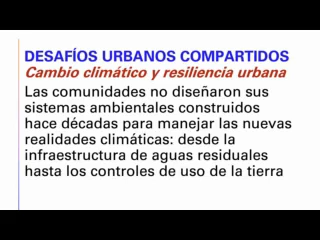 DESAFÍOS URBANOS COMPARTIDOS
Cambio climático y resiliencia urbana
Las comunidades no diseñaron sus
sistemas ambientales construidos
hace décadas para manejar las nuevas
realidades climáticas: desde la
infraestructura de aguas residuales
hasta los controles de uso de la tierra